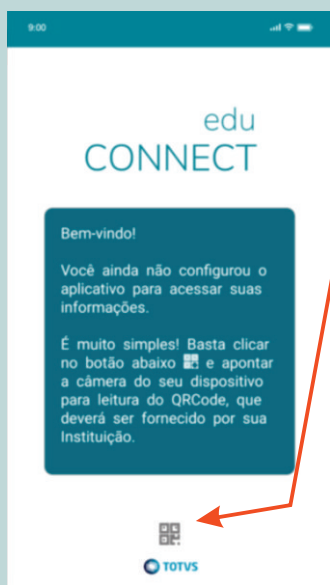 9:00
edu
CONNECT
Bem-vindo!
Você ainda não configurou o
aplicativo para acessar suas
informações.
É muito simples! Basta clicar
no botão abaixo e apontar
a câmera do seu dispositivo
para leitura do QRCode, que
deverá ser fornecido por sua
Instituição.
TOTVS